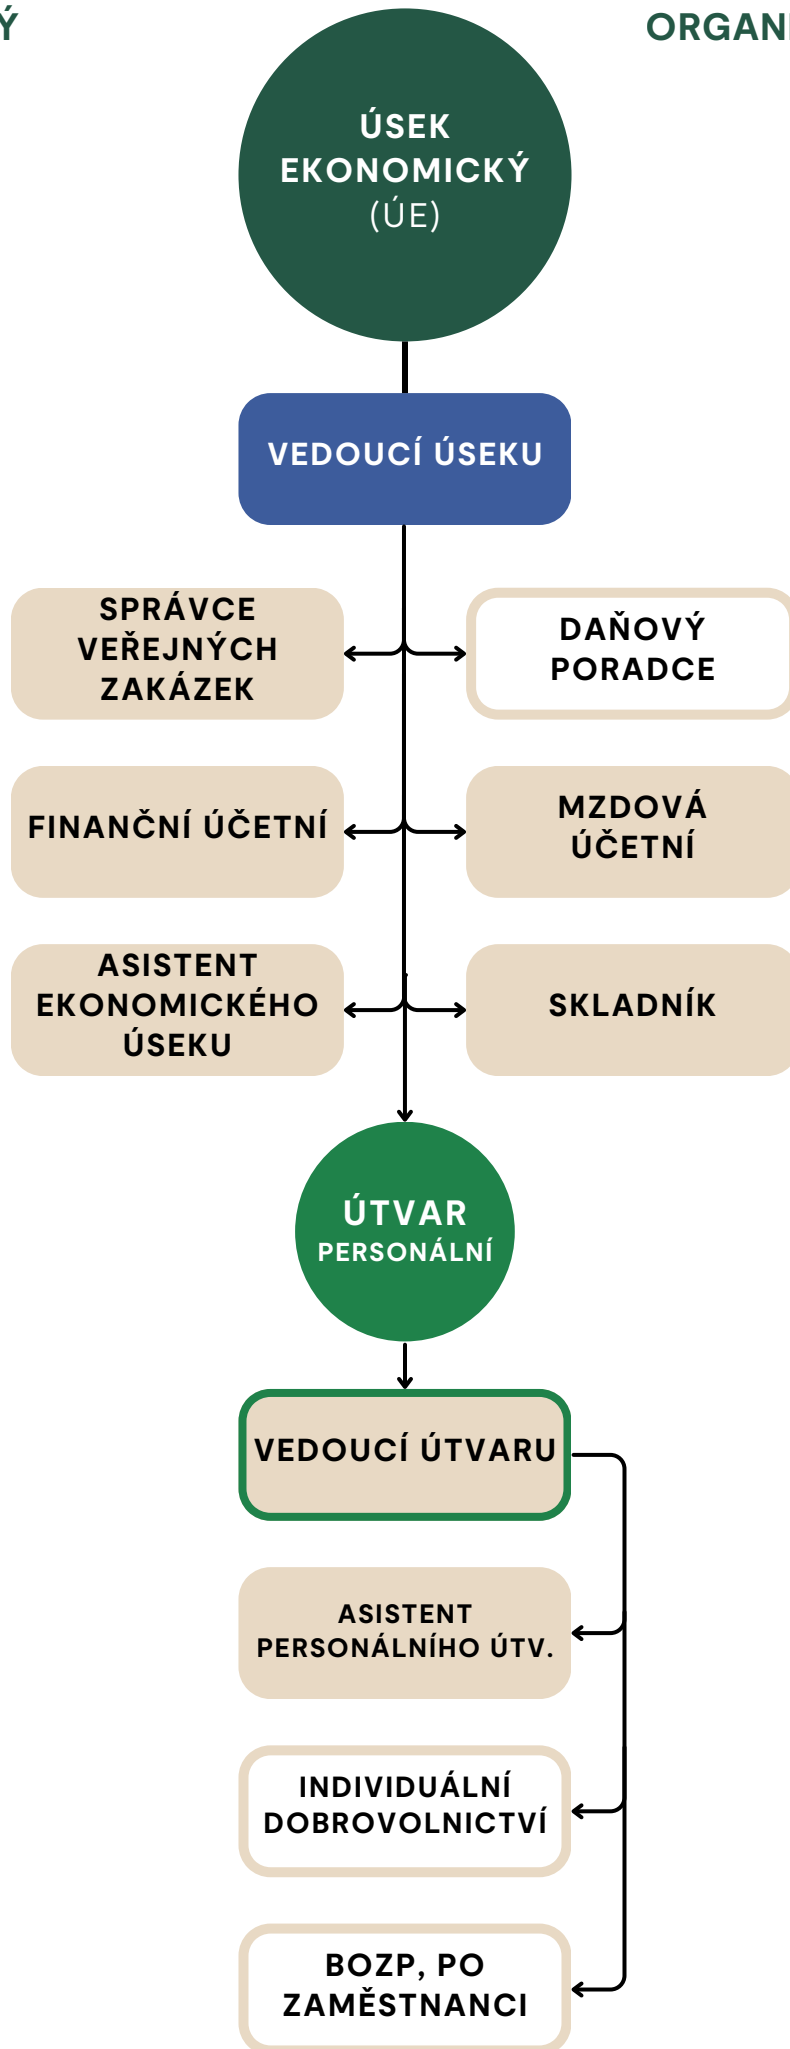 Ý
ORGANI
ÚSEK
EKONOMICKÝ
(ÚE)
VEDOUCÍ ÚSEKU
SPRÁVCE
VEŘEJNÝCH
ZAKÁZEK
DAŇOVÝ
PORADCE
FINANČNÍ ÚČETNÍ
MZDOVÁ
ÚČETNÍ
ASISTENT
EKONOMICKÉHO
ÚSEKU
SKLADNÍK
ÚTVAR
PERSONÁLNÍ
VEDOUCÍ ÚTVARU
ASISTENT
PERSONÁLNÍHO ÚTV.
INDIVIDUÁLNÍ
DOBROVOLNICTVÍ
BOZP, PO
ZAMĚSTNANCI